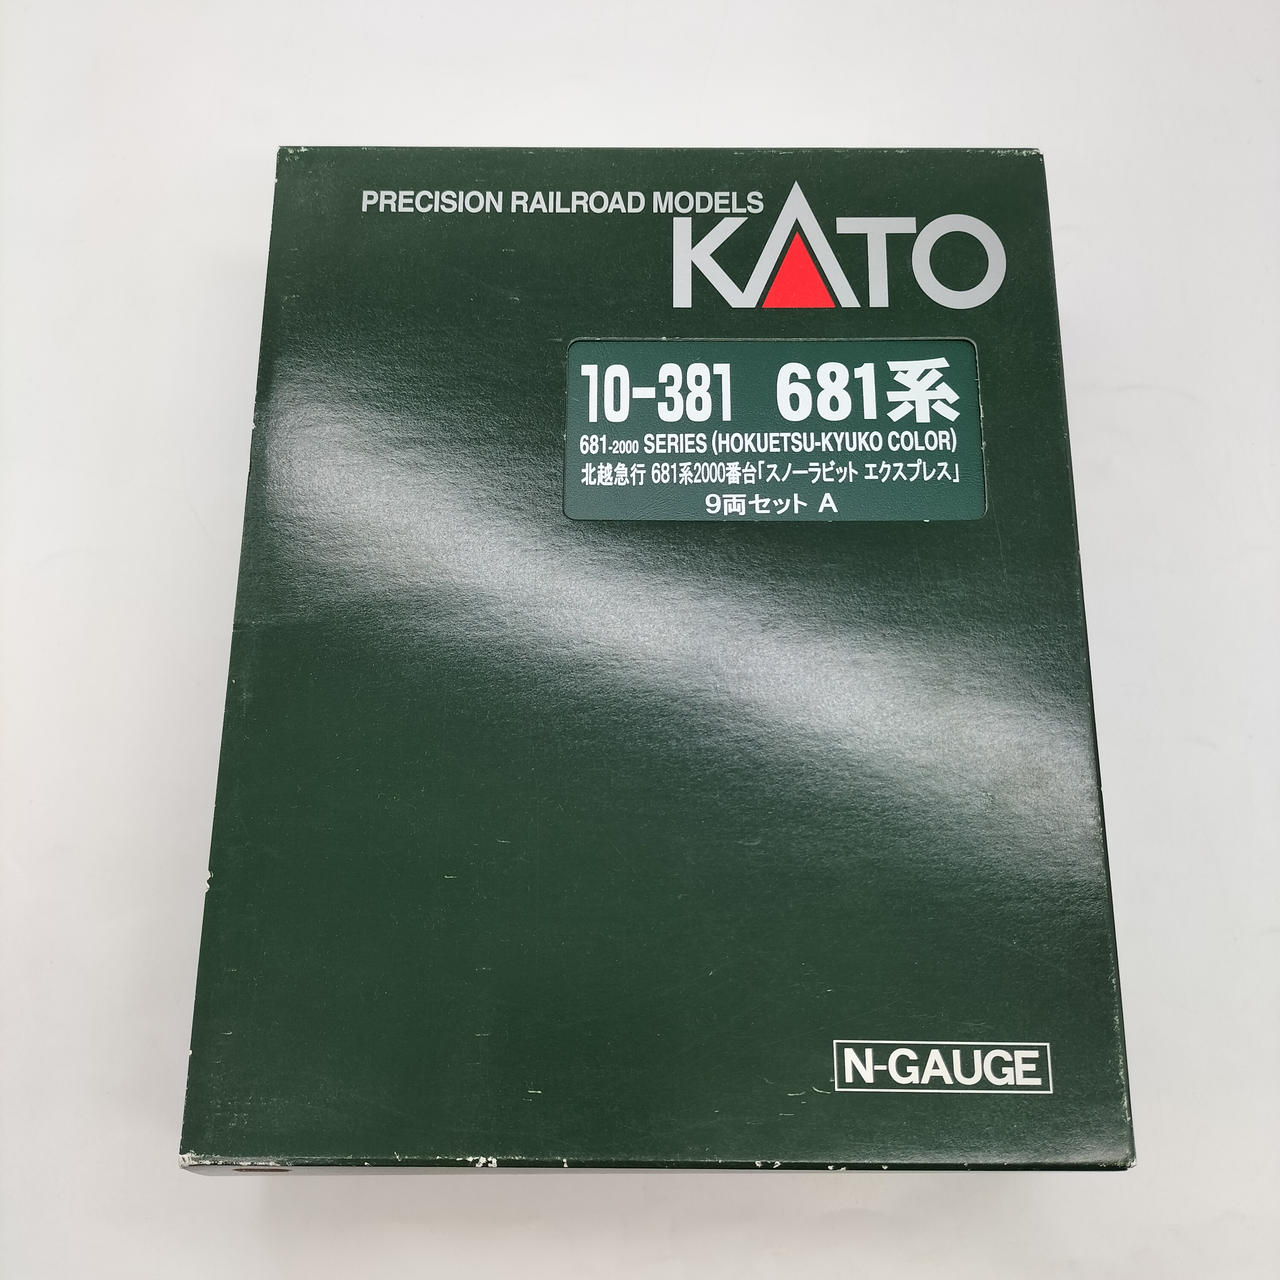 PRECISION RAILROAD MODELS
KATO
10-381 681系
681-2000 SERIES (HOKUETSU-KYUKO COLOR)
北越急行 681系2000番台「スノーラビット エクスプレス」
9両セット A
N-GAUGE